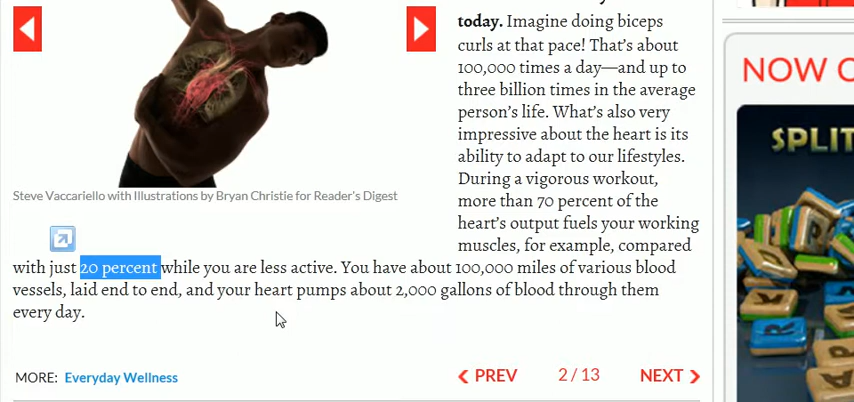 today. Imagine doing biceps
curls at that pace! That's about
100,000 times a day—and up to
three billion times in the average
person's life. What's also very
impressive about the heart is its
ability to adapt to our lifestyles.
During a vigorous workout,
more than 70 percent of the
heart's output fuels your working
muscles, for example, compared
with just 20 percent while you are less active. You have about 100,000 miles of various blood
vessels, laid end to end, and your heart pumps about 2,000 gallons of blood through them
every day.
Steve Vaccariello with Illustrations by Bryan Christie for Reader's Digest
MORE: Everyday Wellness
PREV 2 / 13 NEXT
NOW
SPLIT